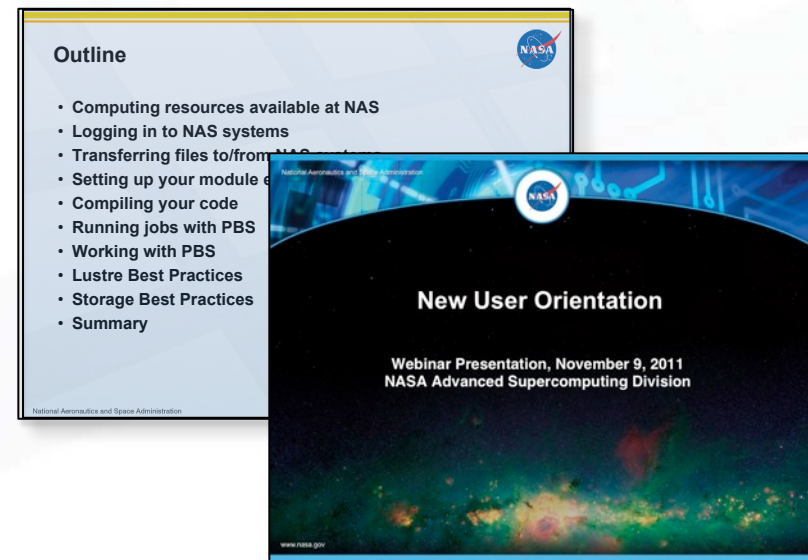 Outline
NASA
• Computing resources available at NAS
• Logging in to NAS systems
• Transferring files to/from NAS systems
• Setting up your module e
• Compiling your code
• Running jobs with PBS
• Working with PBS
• Lustre Best Practices
• Storage Best Practices
• Summary
National Aeronautics and Space Administration
National Aeronautics and Space Administration
NASA
New User Orientation
Webinar Presentation, November 9, 2011
NASA Advanced Supercomputing Division
www.nasa.gov